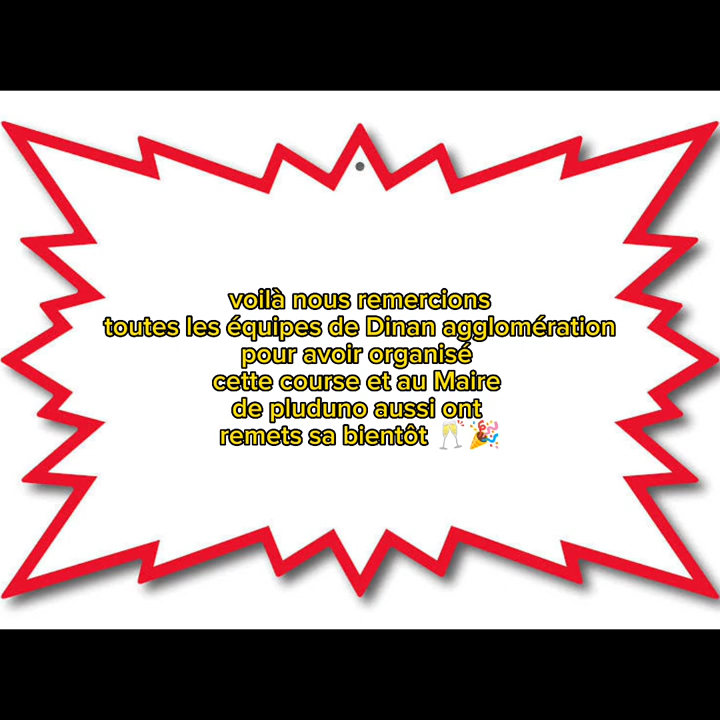 voilà nous remercions
toutes les équipes de Dinan agglomération
pour avoir organisé
cette course et au Maire
de pluduno aussi ont
remets sa bientôt 🥂🎉